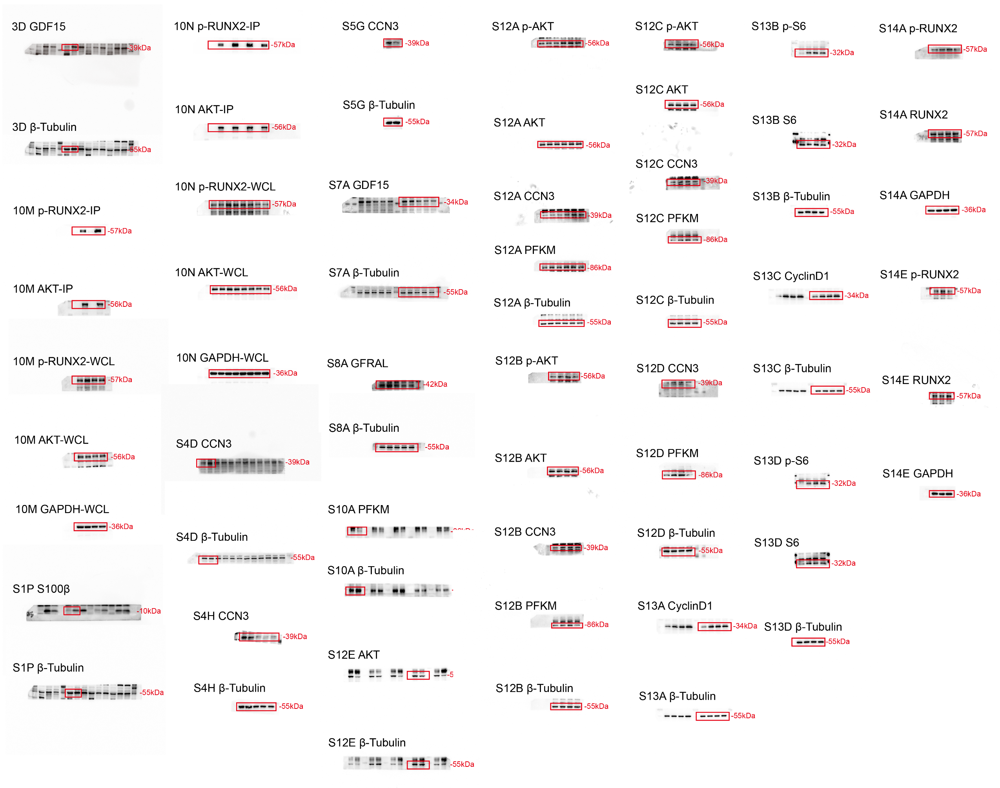 3D GDF15
-39kDa
3D β-Tubulin
-55kDa
10M p-RUNX2-IP
-57kDa
10M AKT-IP
-56kDa
10M p-RUNX2-WCL
-57kDa
10M AKT-WCL
-56kDa
10M GAPDH-WCL
-36kDa
S1P S100β
-10kDa
S1P β-Tubulin
-55kDa
10N p-RUNX2-IP
-57kDa
10N AKT-IP
-56kDa
10N p-RUNX2-WCL
-57kDa
PK
10N AKT-WCL
-56kDa
10N GAPDH-WCL
-36kDa
S4D CCN3
-39kDa
S4D β-Tubulin
-55kDa
S4H CCN3
-39kDa
S4H β-Tubulin
-55kDa
S5G CCN3
-39kDa
S5G β-Tubulin
-55kDa
S7A GDF15
-34kDa
S7A β-Tubulin
-55kDa
S8A GFRAL
-42kDa
S8A β-Tubulin
-55kDa
S10A PFKM
S10A β-Tubulin
-
S12E AKT
-5
S12E β-Tubulin
-55kDa
S12A p-AKT
-56kDa
S12A AKT
-56kDa
S12A CCN3
-39kDa
S12A PFKM
-86kDa
S12A β-Tubulin
-55kDa
S12B p-AKT
-56kDa
S12B AKT
-56kDa
S12B CCN3
-39kDa
S12B PFKM
-86kDa
S12B β-Tubulin
-55kDa
S12C p-AKT
-56kDa
S12C AKT
-56kDa
S12C CCN3
-39kDa
S12C PFKM
-86kDa
S12C β-Tubulin
-55kDa
S12D CCN3
-39kDa
S12D PFKM
-86kDa
S12D β-Tubulin
-55kDa
S13A CyclinD1
-34kDa
S13A β-Tubulin
-55kDa
S13B p-S6
-32kDa
S13B S6
-32kDa
S13B β-Tubulin
-55kDa
S13C CyclinD1
-34kDa
S13C β-Tubulin
-55kDa
S13D p-S6
-32kDa
S13D S6
-32kDa
S13D β-Tubulin
-55kDa
S14A p-RUNX2
-57kDa
S14A RUNX2
-57kDa
S14A GAPDH
-36kDa
S14E p-RUNX2
-57kDa
S14E RUNX2
-57kDa
S14E GAPDH
-36kDa